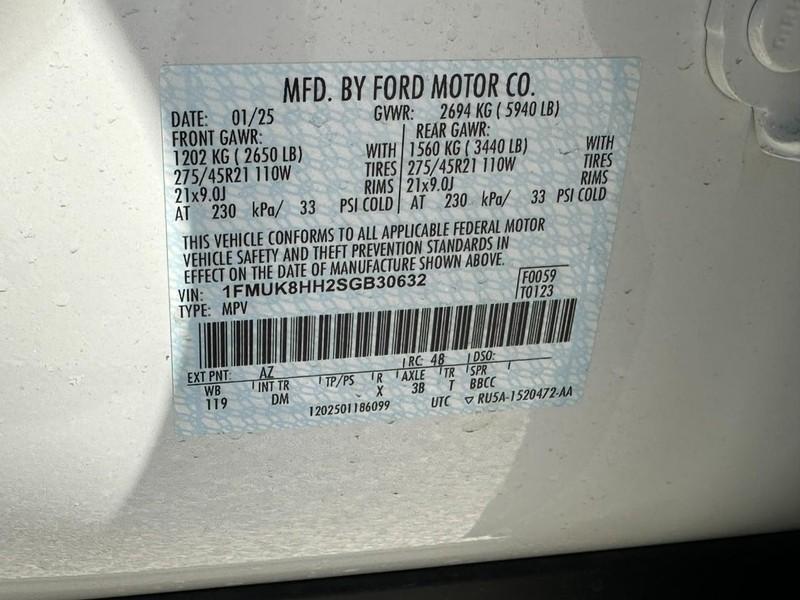 MFD. BY FORD MOTOR CO.
DATE: 01/25 GVWR: 2694 KG ( 5940 LB)
FRONT GAWR: REAR GAWR:
1202 KG ( 2650 LB) WITH 1560 KG ( 3440 LB) WITH
275/45R21 110W TIRES 275/45R21 110W TIRES
21x9.0J RIMS 21x9.0J RIMS
AT 230 kPa/ 33 PSI COLD AT 230 kPa/ 33 PSI COLD
THIS VEHICLE CONFORMS TO ALL APPLICABLE FEDERAL MOTOR
VEHICLE SAFETY AND THEFT PREVENTION STANDARDS IN
EFFECT ON THE DATE OF MANUFACTURE SHOWN ABOVE.
VIN: 1FMUK8HH2SGB30632 F0059
TYPE: MPV T0123
EXT PNT: AZ RC: 48 DSO:
WB INT TR TP/PS R AXLE TR SPR
119 DM X 3B T BBCC
1202501186099 UTC ▽ RU5A-1520472-AA